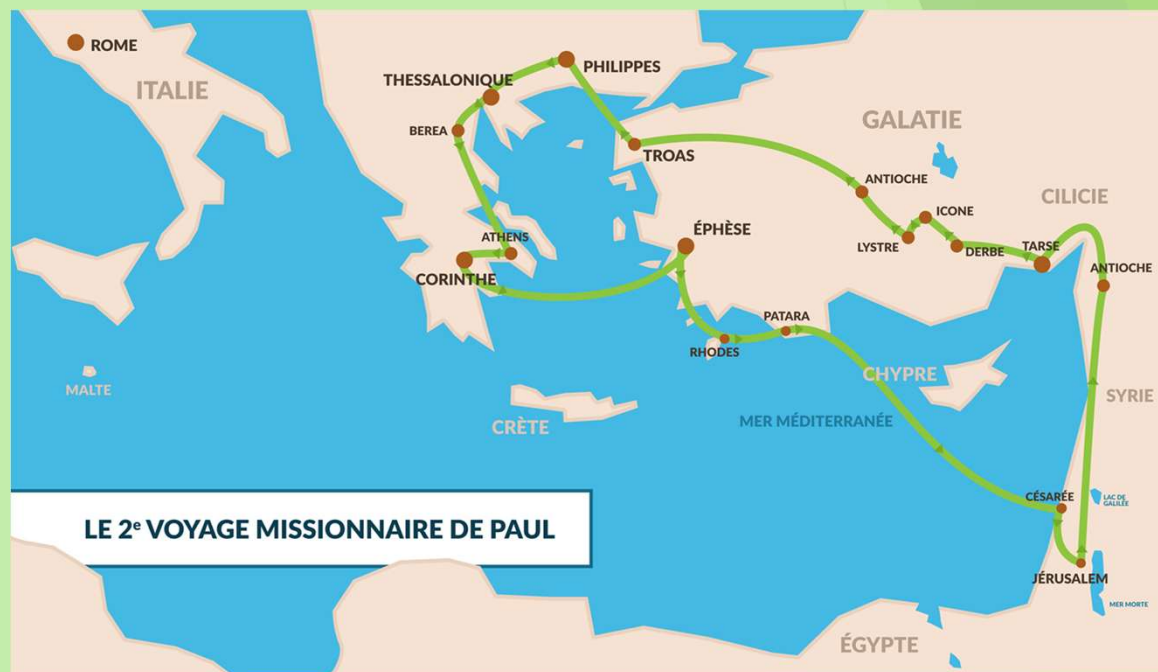 ROME
ITALIE
THESSALONIQUE
PHILIPPES
BEREA
TROAS
GALATIE
ANTIOCHE
CILICIE
ICONE
LYSTRE
DERBE
TARSE
ATHENS
ÉPHÈSE
CORINTHE
ANTIOCHE
PATARA
RHODES
MALTE
CHYPRE
SYRIE
CRÈTE
MER MÉDITERRANÉE
CÉSARÉE
LAC DE
GALILÉE
LE 2e VOYAGE MISSIONNAIRE DE PAUL
JÉRUSALEM
MER MORTE
ÉGYPTE